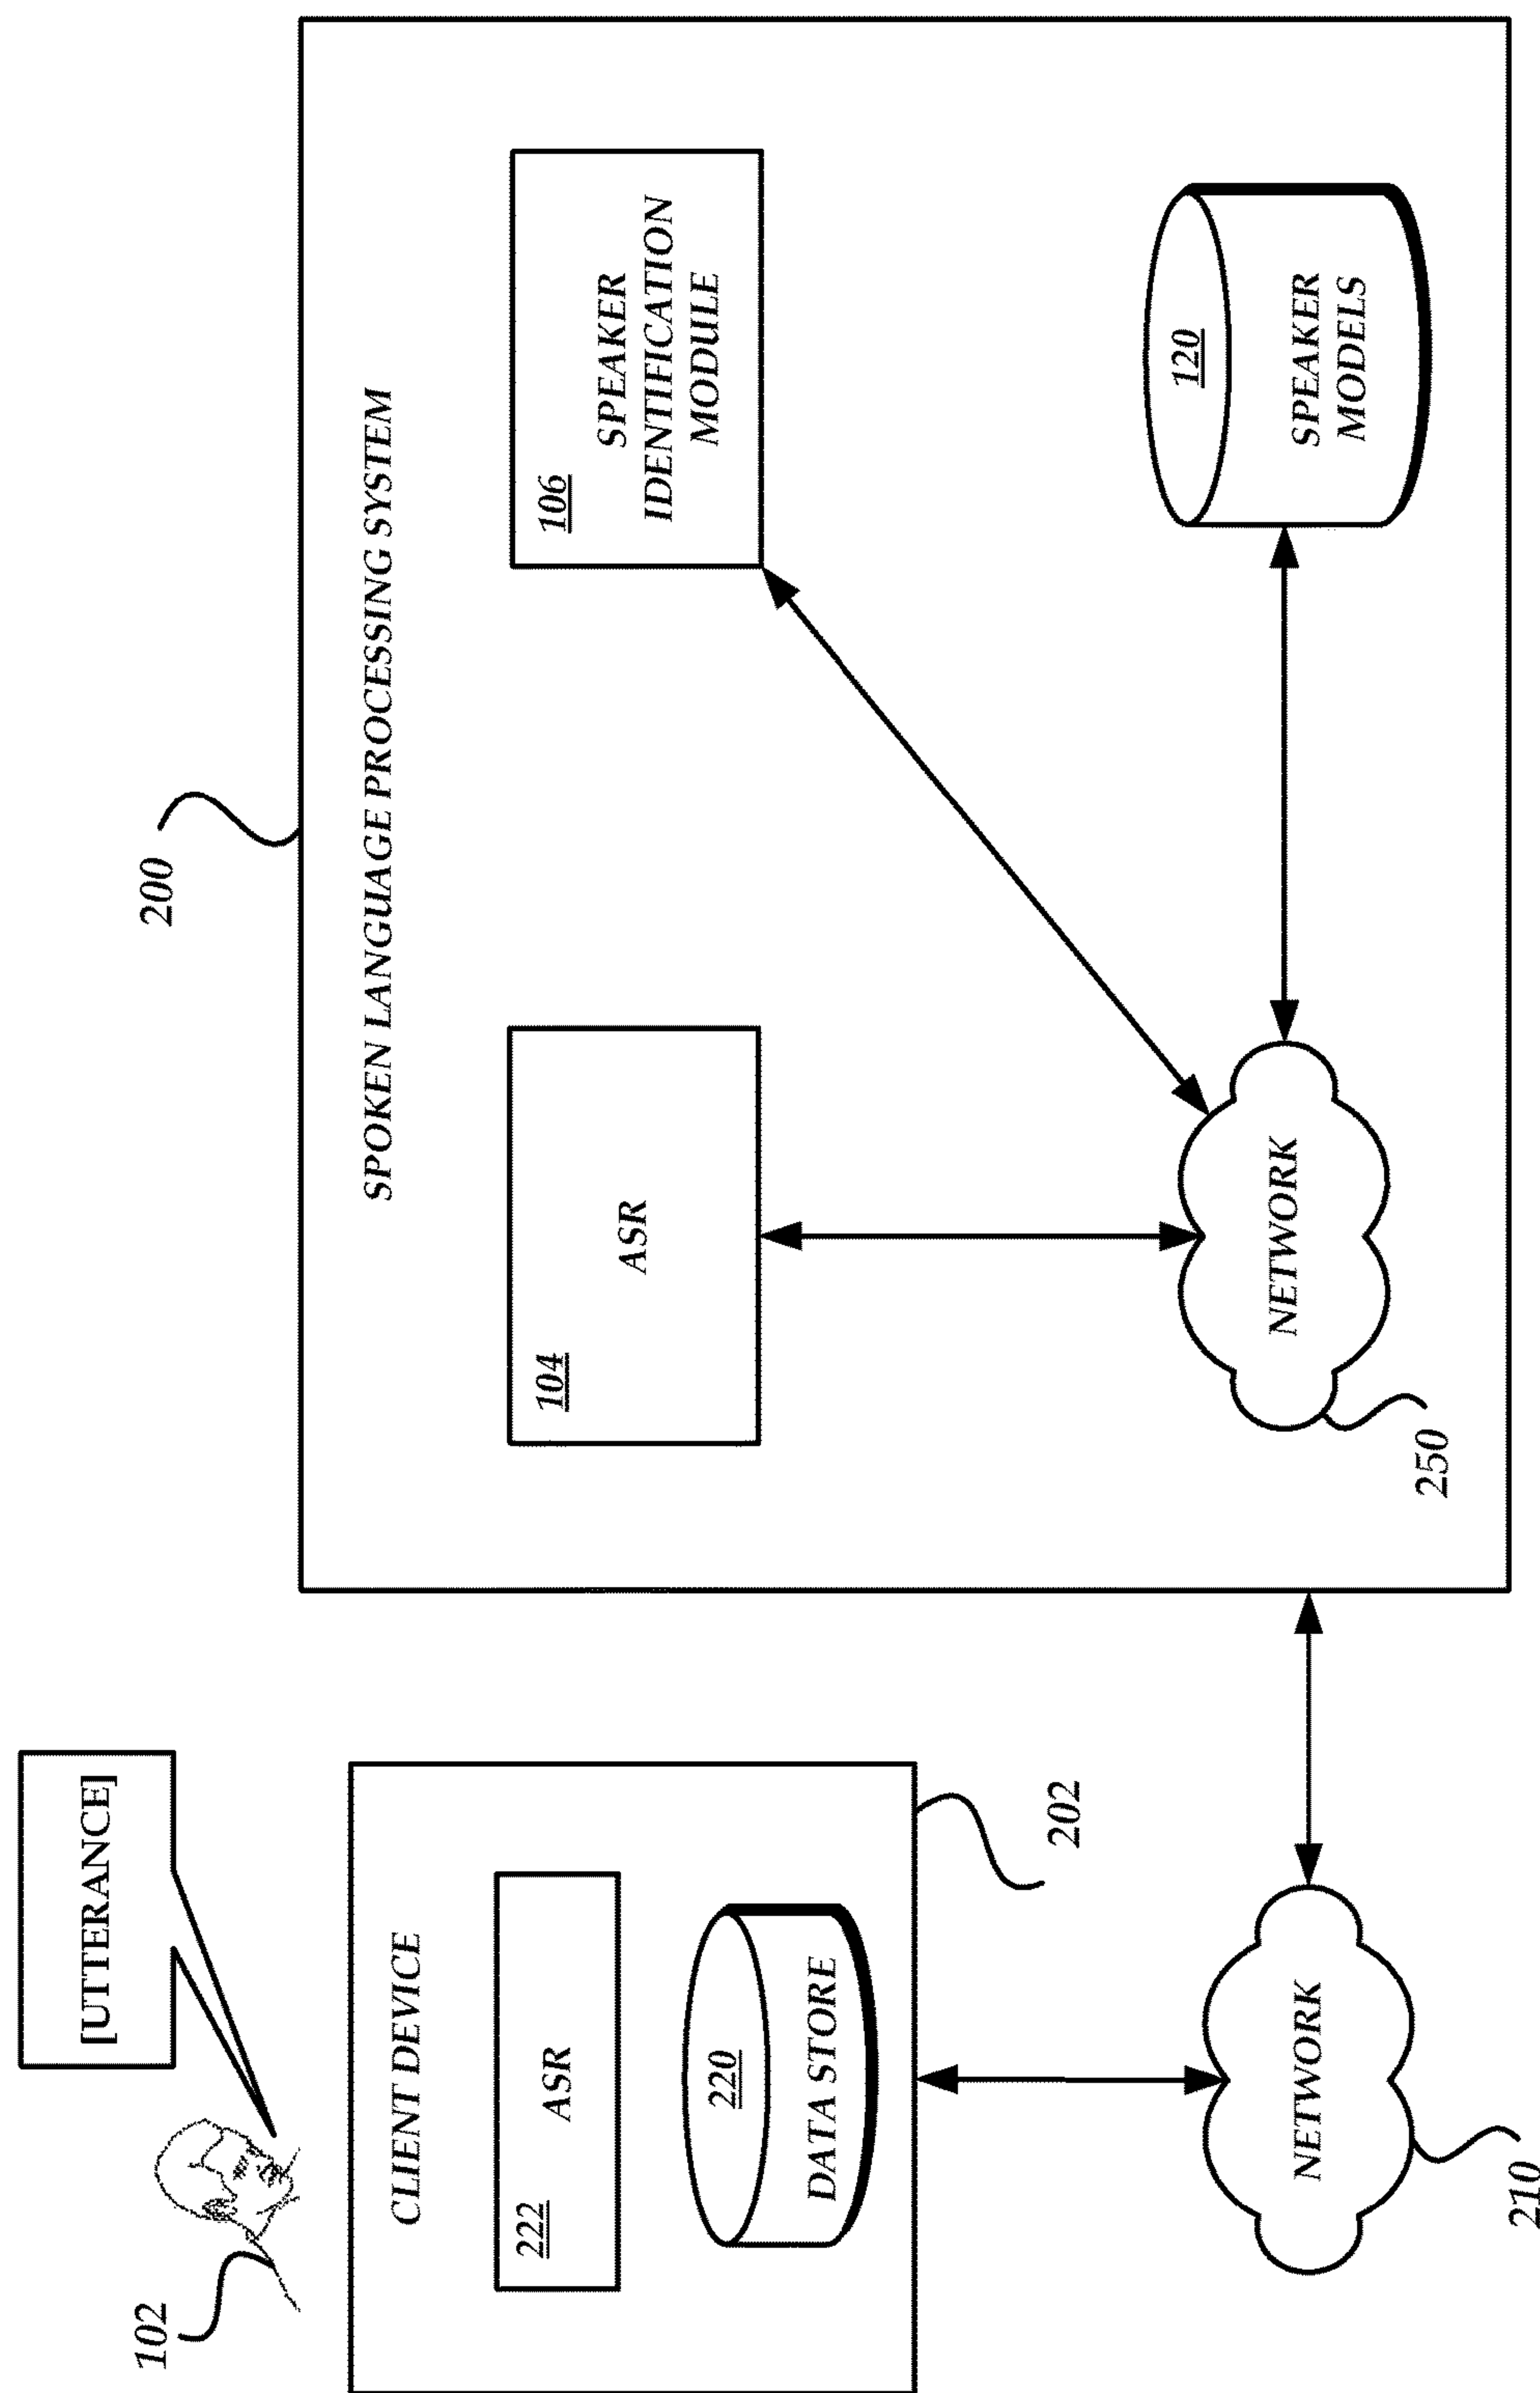 200
SPOKEN LANGUAGE PROCESSING SYSTEM
[UTTERANCE]
102
CLIENT DEVICE
222
ASR
220
DATA STORE
202
104
ASR
106
SPEAKER
IDENTIFICATION
MODULE
NETWORK
210
NETWORK
250
120
SPEAKER
MODELS